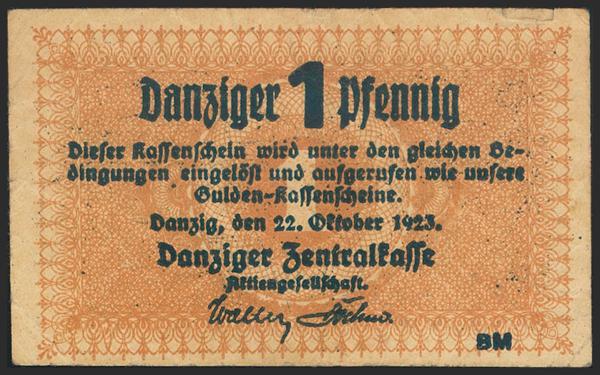 Danziger 1 Pfennig
Dieser Kassenschein wird unter den gleichen Be-
dingungen eingelöst und aufgerufen wie unsere
Gulden-Kassenscheine.
Danzig, den 22. Oktober 1923.
Danziger Zentralkasse
Aktiengesellschaft.
BM